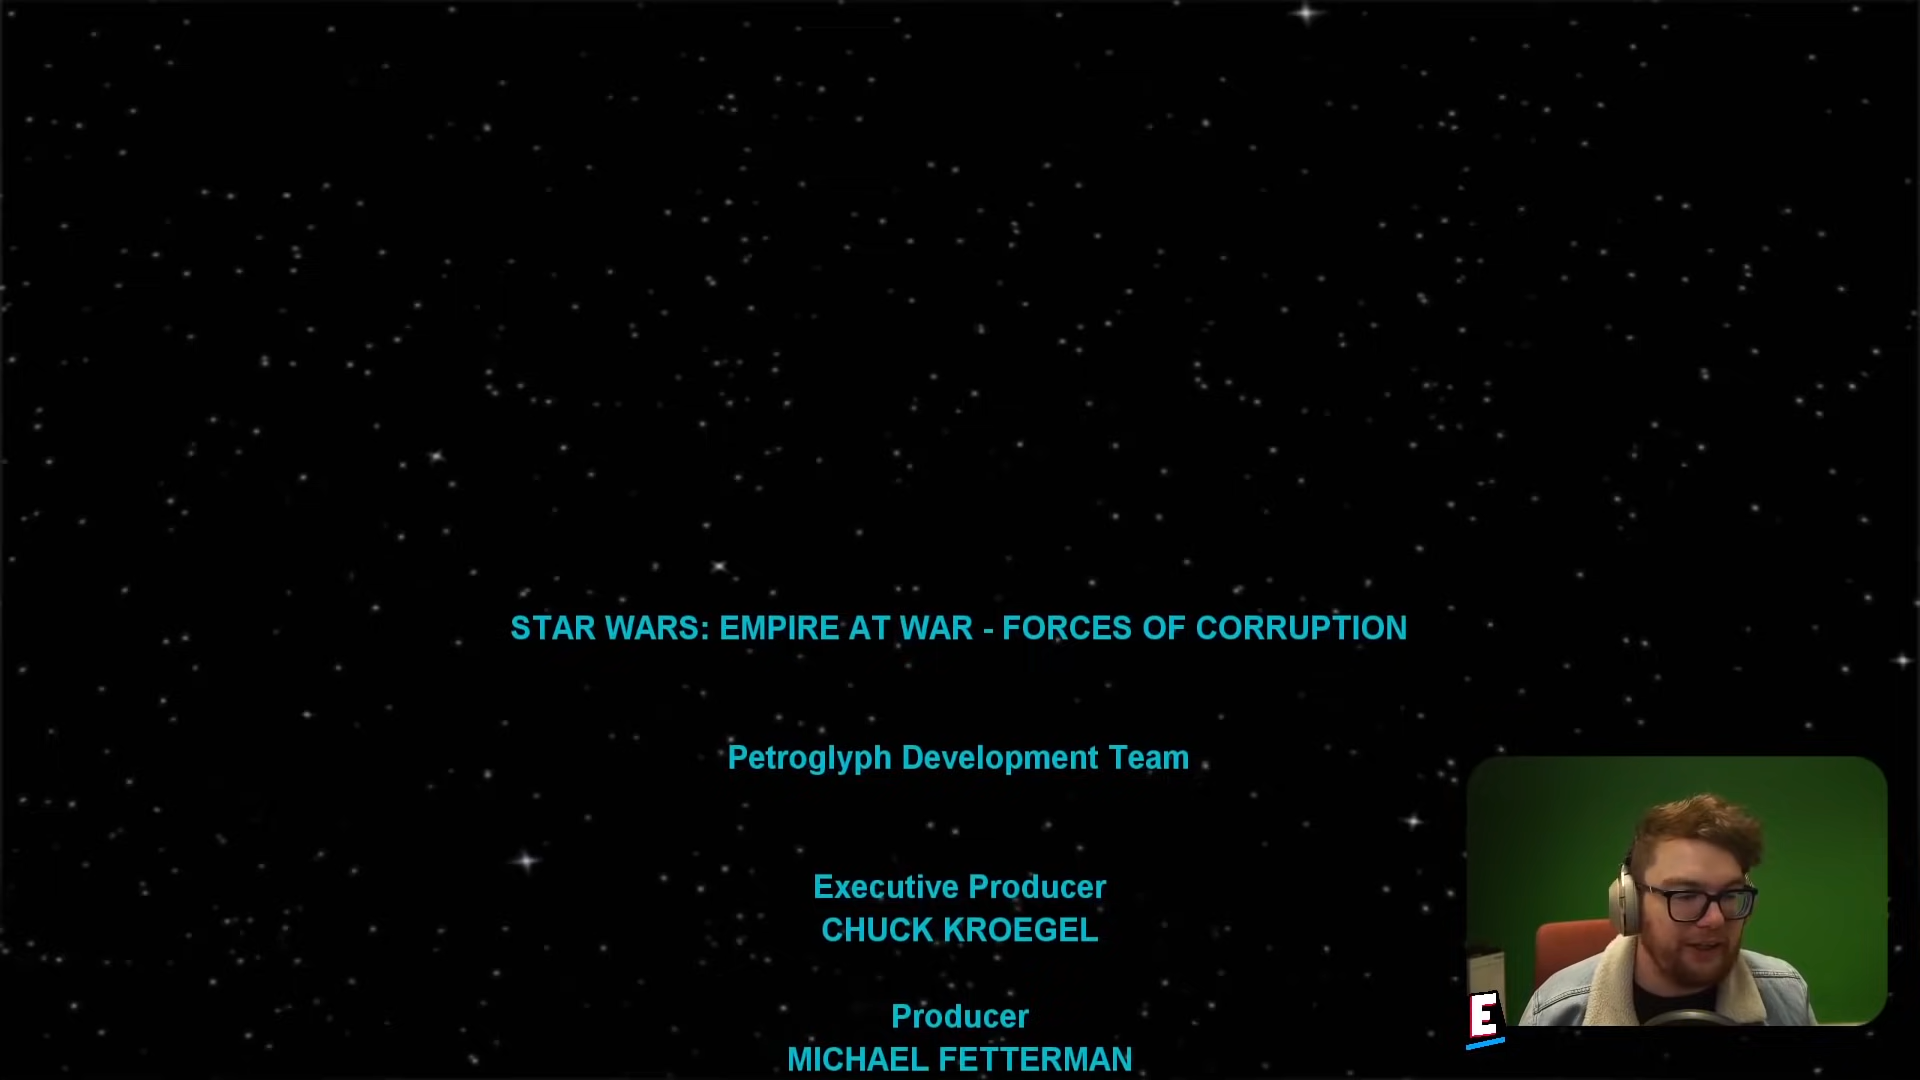 STAR WARS: EMPIRE AT WAR - FORCES OF CORRUPTION
Petroglyph Development Team
Executive Producer
CHUCK KROEGEL
Producer
MICHAEL FETTERMAN
E